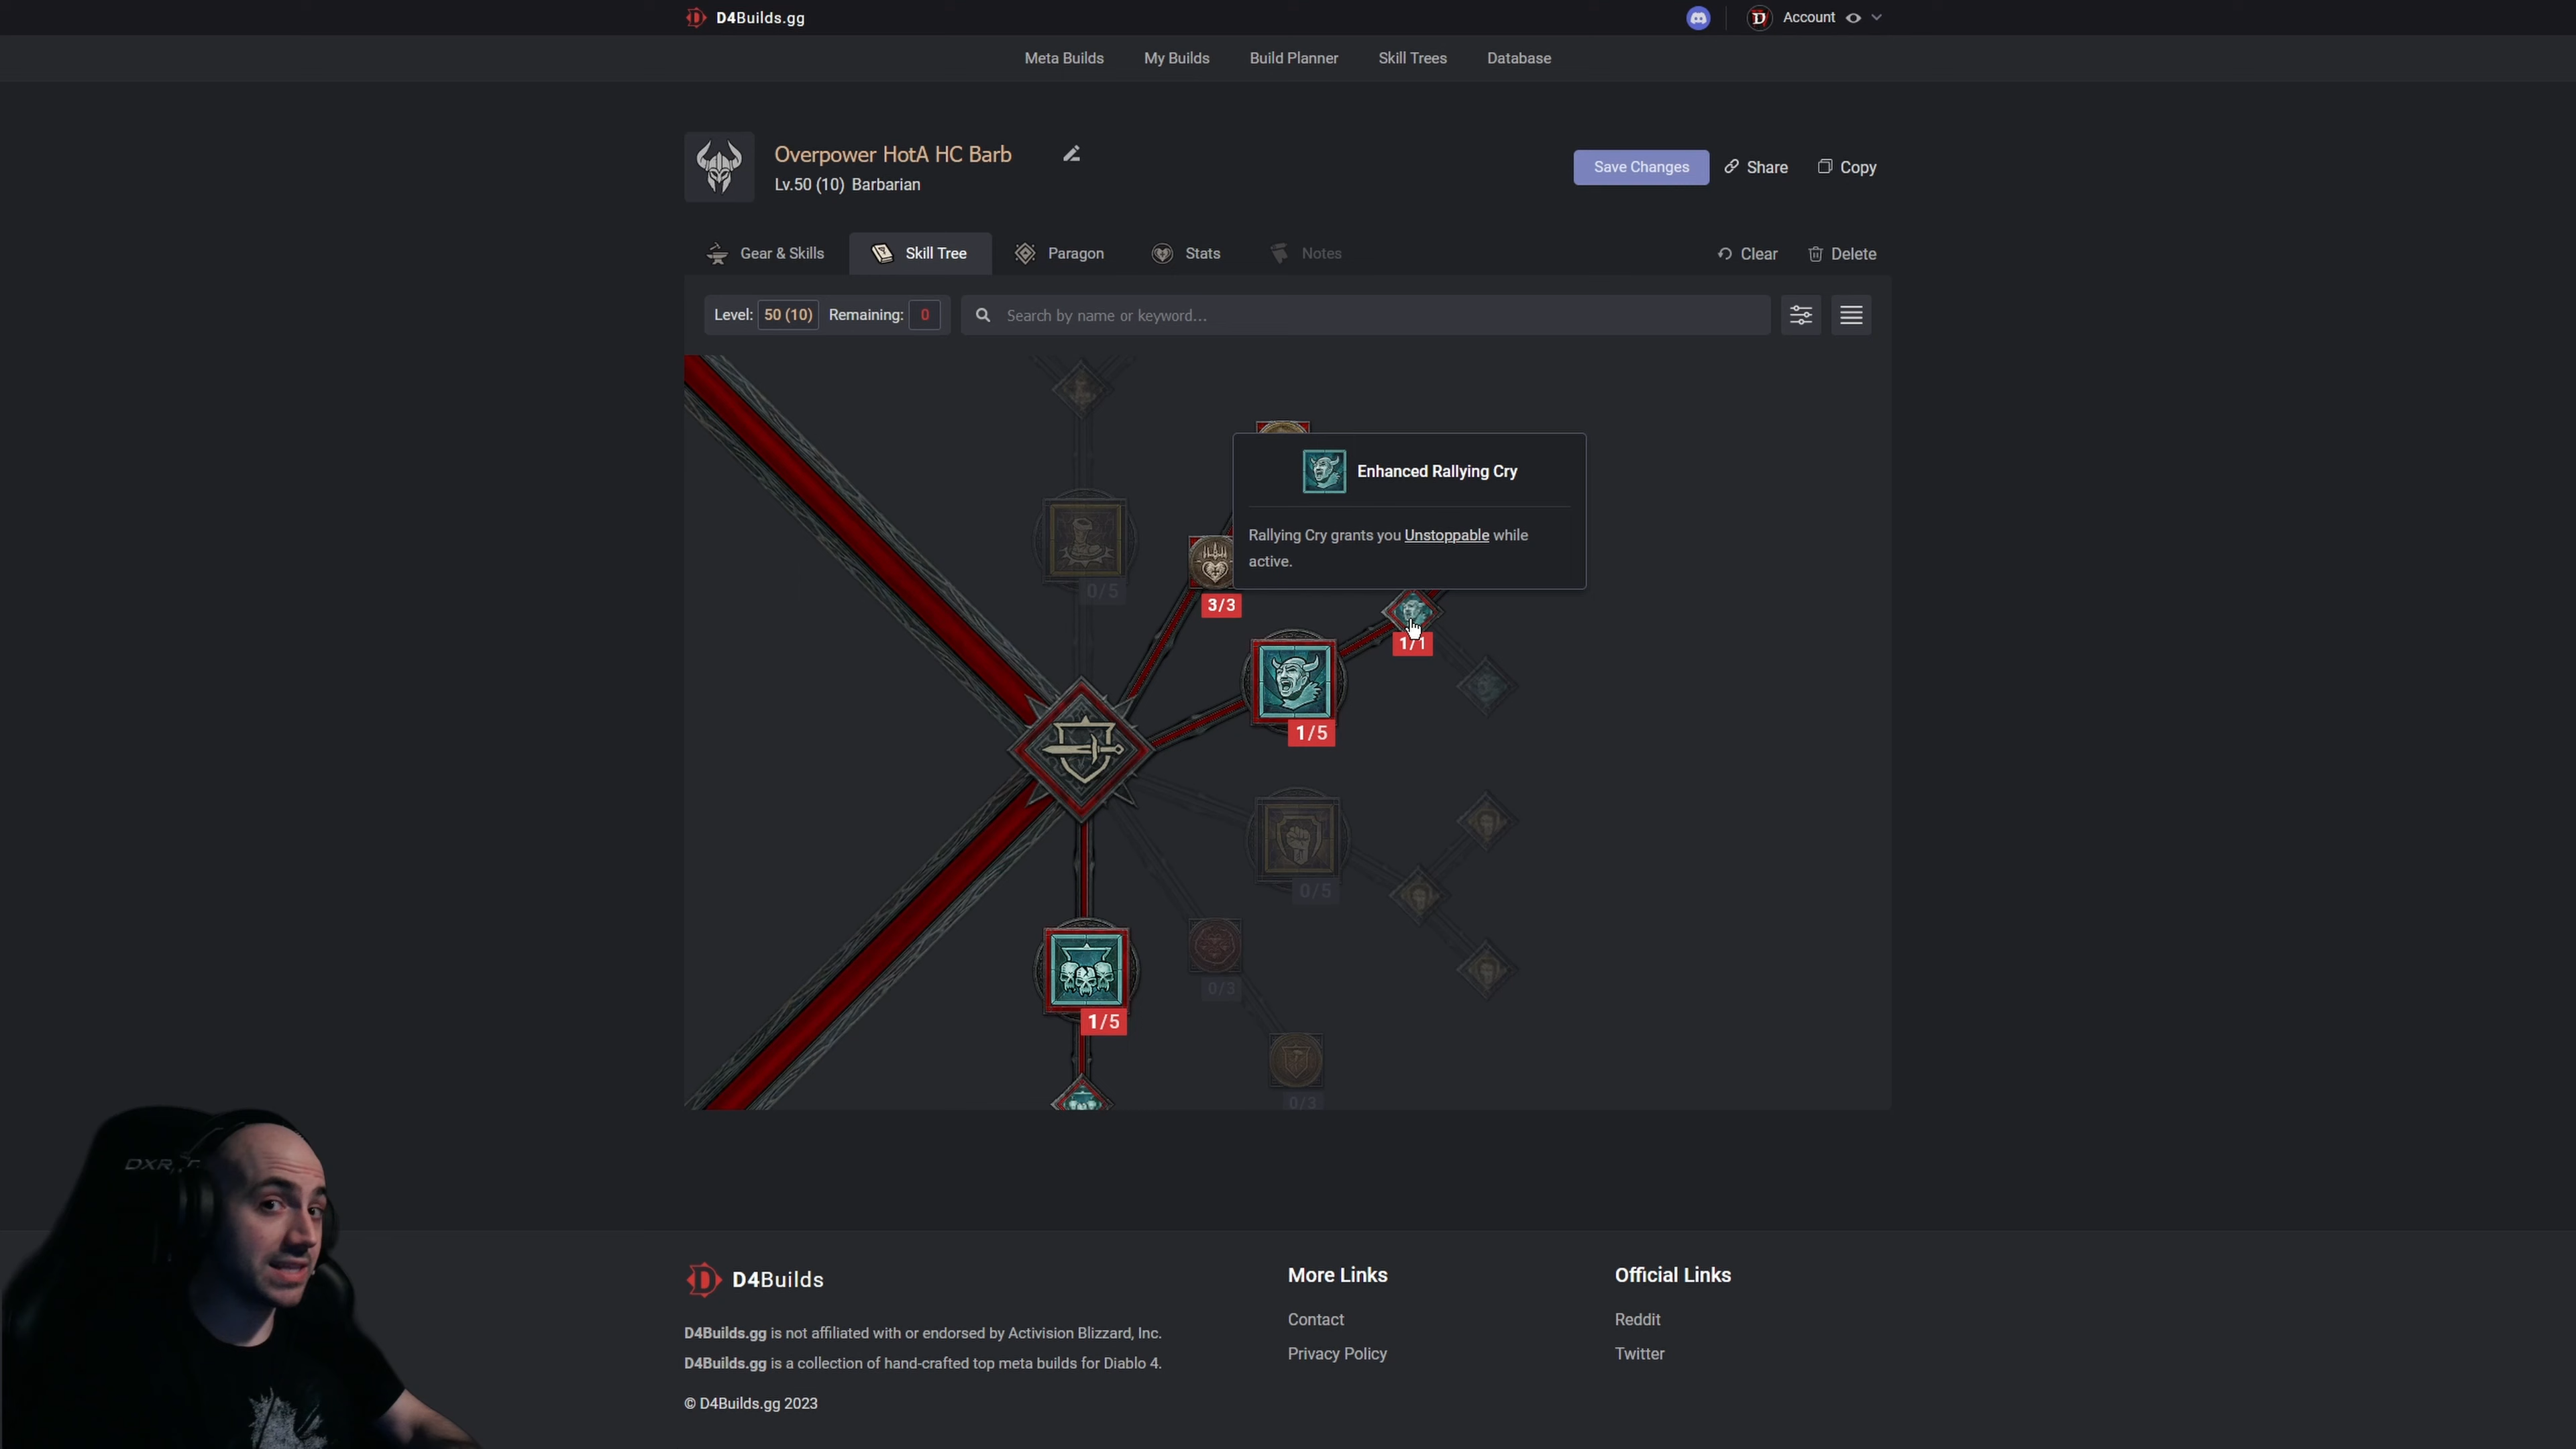 D4Builds.gg
Account
Meta Builds My Builds Build Planner Skill Trees Database
Overpower HotA HC Barb
Lv.50 (10) Barbarian
Save Changes Share Copy
Gear & Skills Skill Tree Paragon Stats Notes Clear Delete
Level: 50 (10) Remaining: 0 Search by name or keyword...
Enhanced Rallying Cry
Rallying Cry grants you Unstoppable while
active.
0/5
3/3
1/1
1/5
0/5
0/3
1/5
0/3
D4Builds
D4Builds.gg is not affiliated with or endorsed by Activision Blizzard, Inc.
D4Builds.gg is a collection of hand-crafted top meta builds for Diablo 4.
© D4Builds.gg 2023
More Links
Contact
Privacy Policy
Official Links
Reddit
Twitter